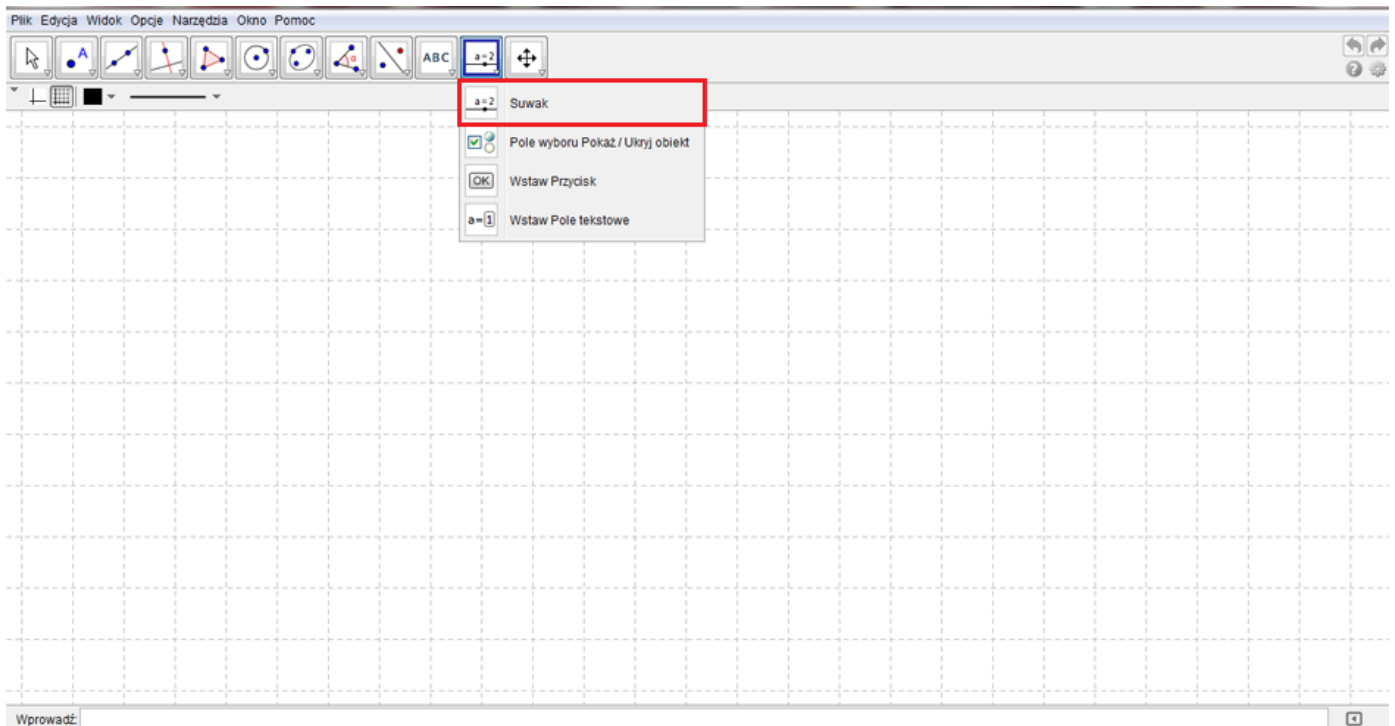 Plik Edycja Widok Opcje Narzędzia Okno Pomoc
A
ABC
a=2
a=2 Suwak
Pole wyboru Pokaż / Ukryj obiekt
OK Wstaw Przycisk
a=1 Wstaw Pole tekstowe
Wprowadź: